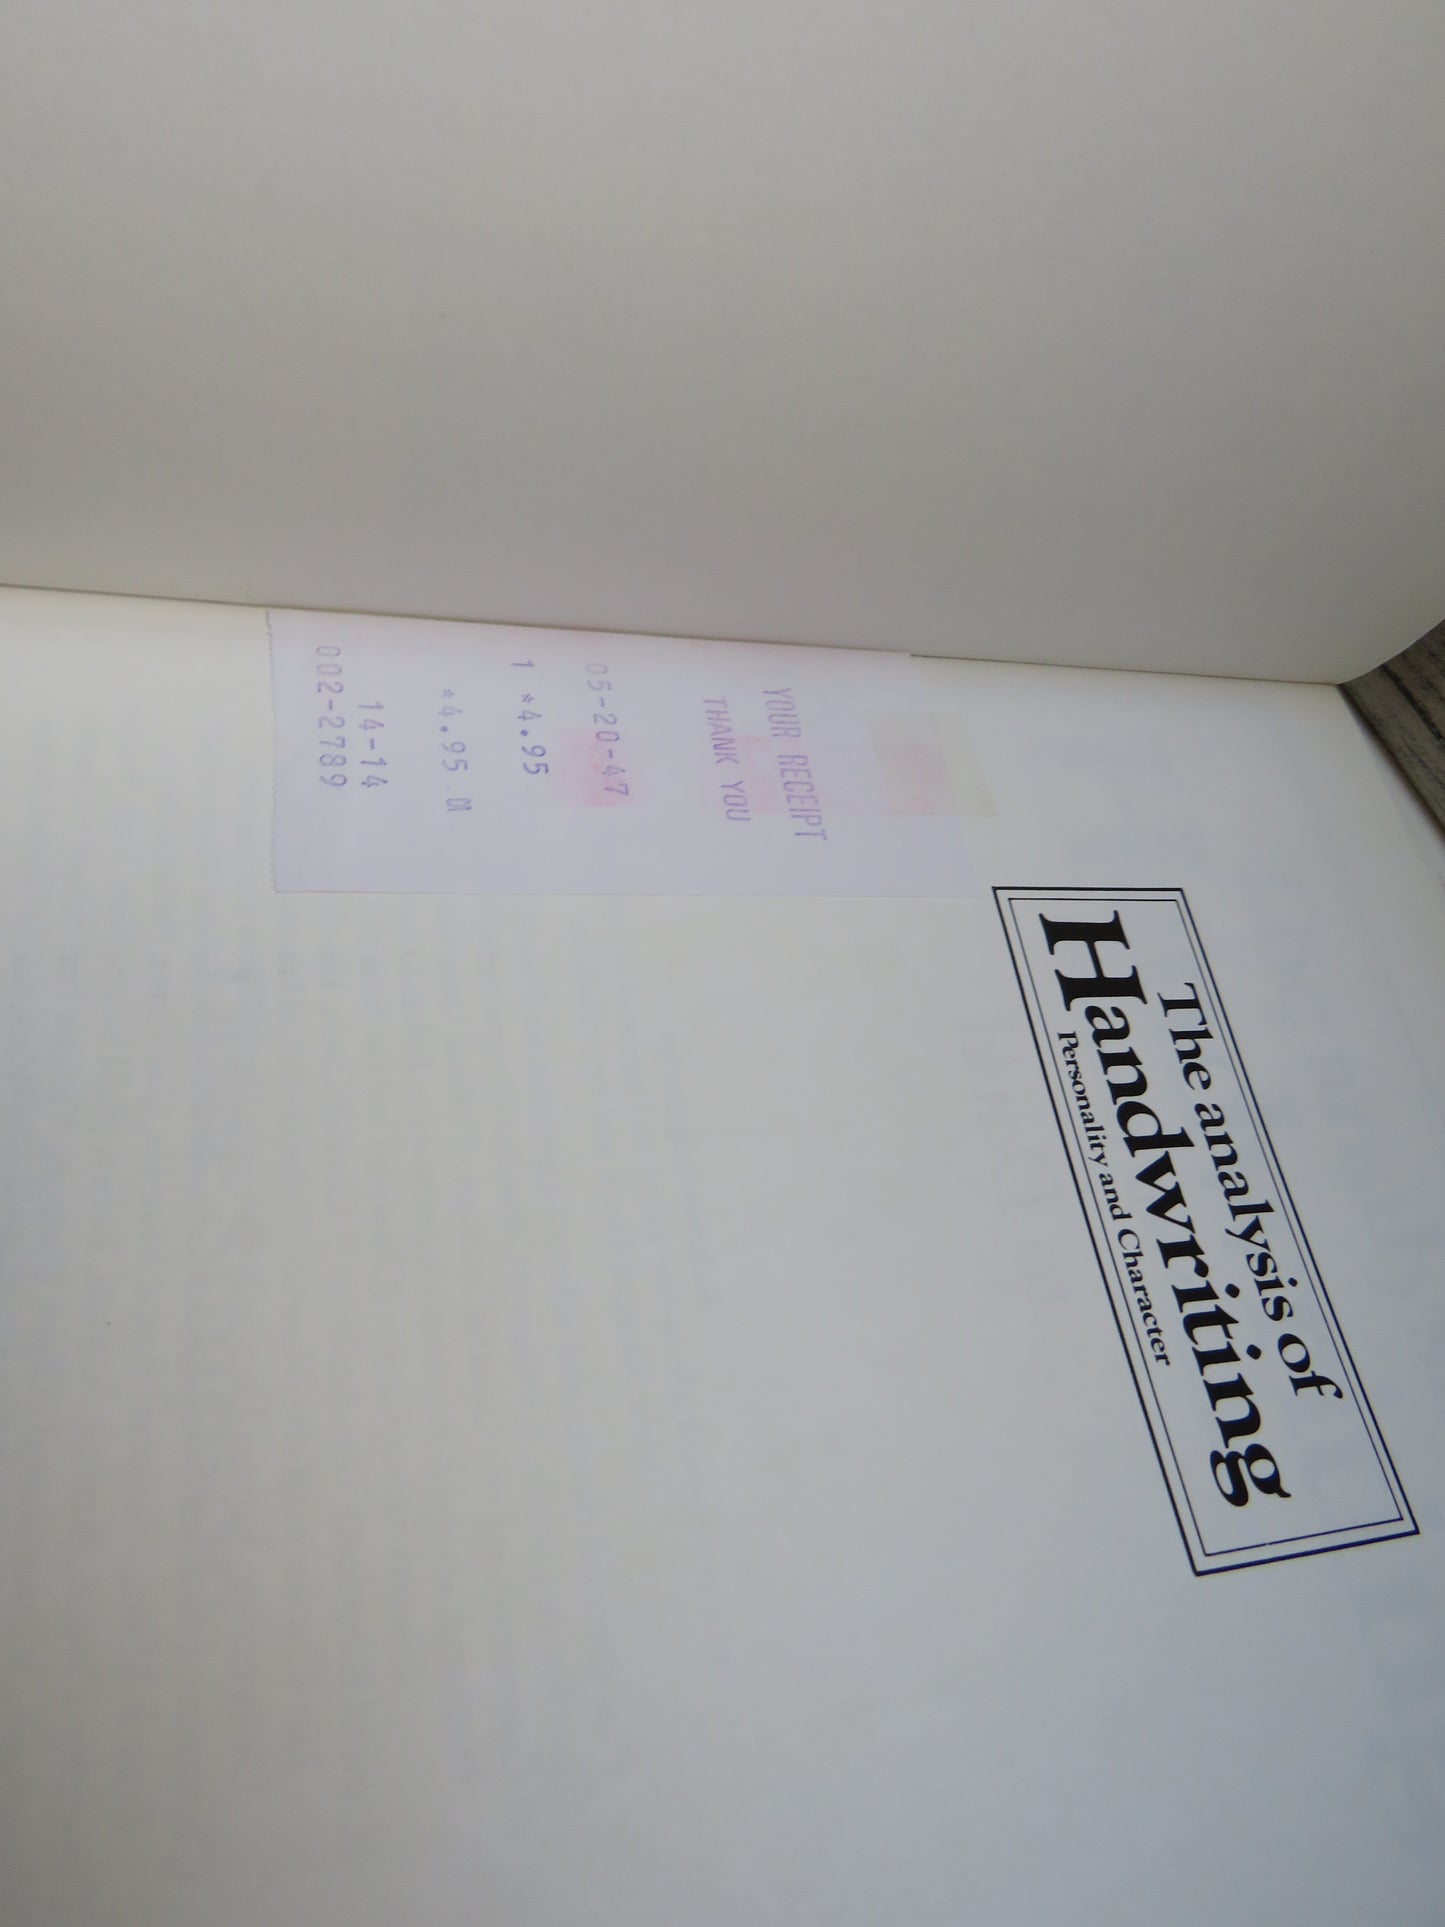 YOUR RECEIPT
THANK YOU
05-20-47
1 *4.95
*4.95
14-14
002-2789
The analysis of
Handwriting
Personality and Character